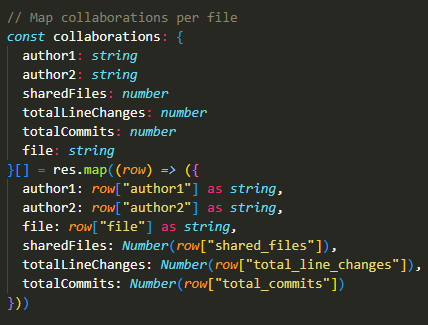 // Map collaborations per file
const collaborations: {
  author1: string
  author2: string
  sharedFiles: number
  totalLineChanges: number
  totalCommits: number
  file: string
}[] = res.map((row) => ({
  author1: row["author1"] as string,
  author2: row["author2"] as string,
  file: row["file"] as string,
  sharedFiles: Number(row["shared_files"]),
  totalLineChanges: Number(row["total_line_changes"]),
  totalCommits: Number(row["total_commits"])
}))